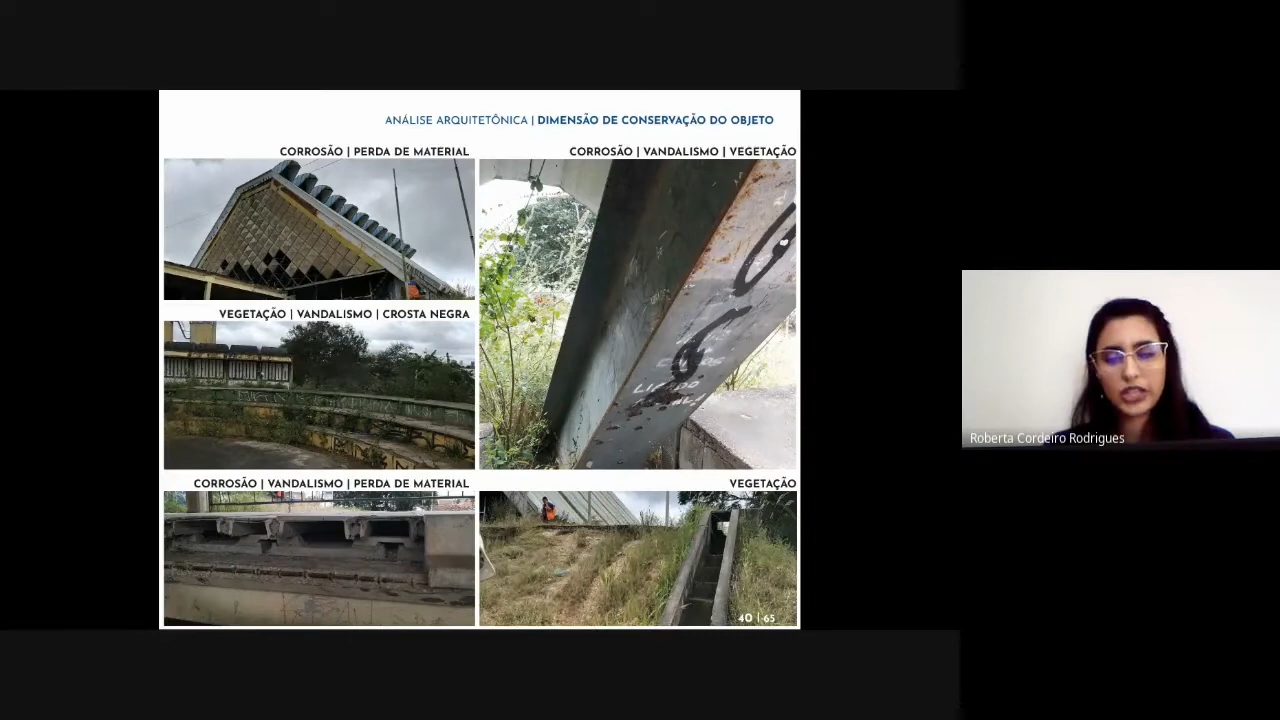 ANÁLISE ARQUITETÔNICA | DIMENSÃO DE CONSERVAÇÃO DO OBJETO
CORROSÃO | PERDA DE MATERIAL
CORROSÃO | VANDALISMO | VEGETAÇÃO
VEGETAÇÃO | VANDALISMO | CROSTA NEGRA
CORROSÃO | VANDALISMO | PERDA DE MATERIAL
VEGETAÇÃO
40 | 65
Roberta Cordeiro Rodrigues